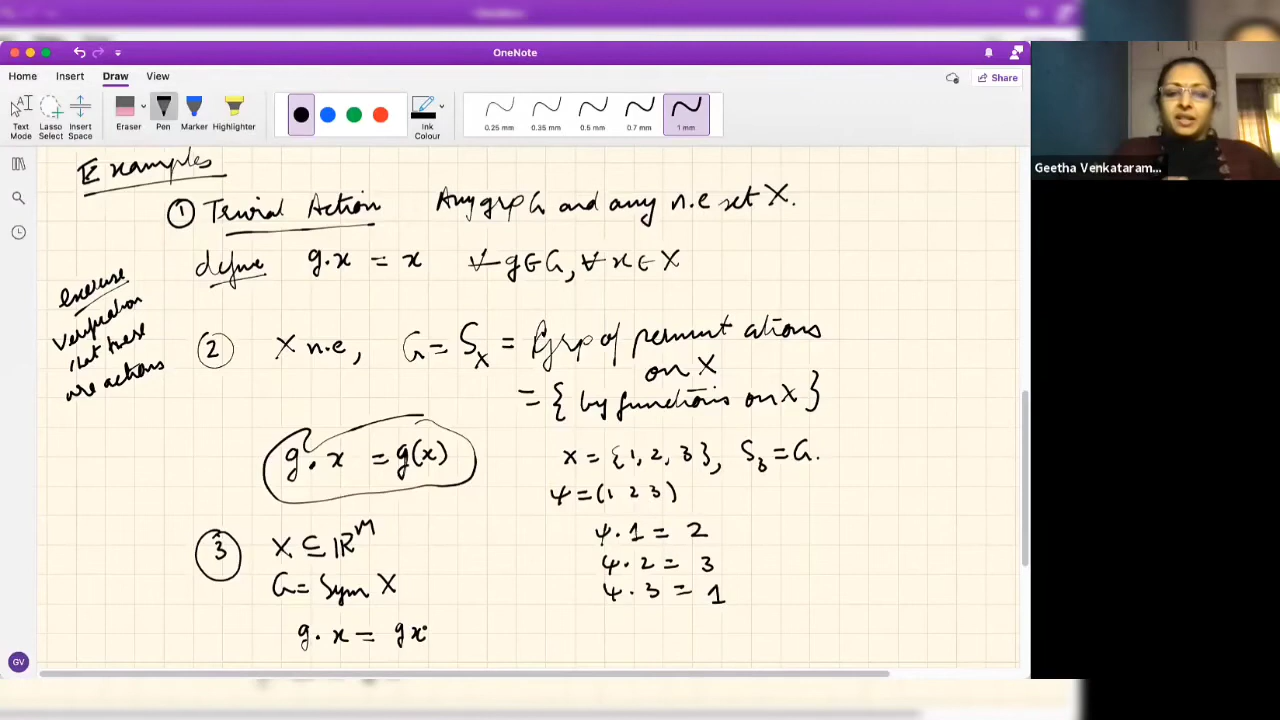 OneNote
Home Insert Draw View
Share
Text Mode
Lasso Select
Insert Space
Eraser
Pen
Marker
Highlighter
Ink Colour
0.25 mm
0.35 mm
0.5 mm
0.7 mm
1 mm
Geetha Venkataram...
Examples
① Trivial Action Any grp G and any n.e set X.
define g·x = x ∀ g∈G, ∀ x∈X
exercise
verification
that these
are actions
② X n.e, G = S_X = Grp of permutations
on X
= { bij functions on X }
g·x = g(x)
X = {1, 2, 3}, S_3 = G.
ψ = (1 2 3)
ψ·1 = 2
ψ·2 = 3
ψ·3 = 1
③ X ⊆ ℝ^n
G = Sym X
g·x = gx
GV